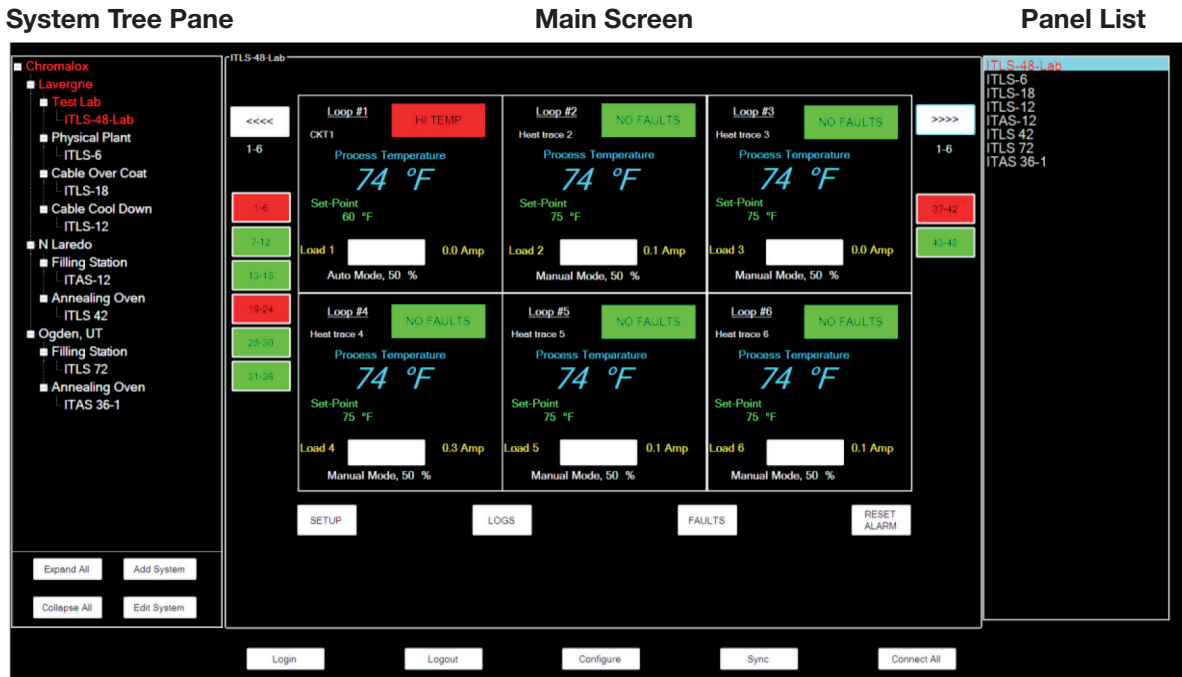 System Tree Pane
Main Screen
Panel List
Chromalox
Lavergne
Test Lab
ITLS-48-Lab
Physical Plant
ITLS-6
Cable Over Coat
ITLS-18
Cable Cool Down
ITLS-12
N Laredo
Filling Station
ITAS-12
Annealing Oven
ITLS 42
Ogden, UT
Filling Station
ITLS 72
Annealing Oven
ITAS 36-1
Expand All
Add System
Collapse All
Edit System
ITLS-48-Lab
<<<<
1-6
1-6
7-12
13-18
19-24
25-30
31-36
Loop #1
HI TEMP
CKT1
Process Temperature
74 °F
Set-Point
60 °F
Load 1
0.0 Amp
Auto Mode, 50 %
Loop #2
NO FAULTS
Heat trace 2
Process Temperature
74 °F
Set-Point
75 °F
Load 2
0.1 Amp
Manual Mode, 50 %
Loop #3
NO FAULTS
Heat trace 3
Process Temperature
74 °F
Set-Point
75 °F
Load 3
0.0 Amp
Manual Mode, 50 %
Loop #4
NO FAULTS
Heat trace 4
Process Temperature
74 °F
Set-Point
75 °F
Load 4
0.3 Amp
Manual Mode, 50 %
Loop #5
NO FAULTS
Heat trace 5
Process Temparature
74 °F
Set-Point
75 °F
Load 5
0.1 Amp
Manual Mode, 50 %
Loop #6
NO FAULTS
Heat trace 6
Process Temperature
74 °F
Set-Point
75 °F
Load 6
0.1 Amp
Manual Mode, 50 %
>>>>
1-6
37-42
43-48
SETUP
LOGS
FAULTS
RESET
ALARM
ITLS-48-Lab
ITLS-6
ITLS-18
ITLS-12
ITAS-12
ITLS 42
ITLS 72
ITAS 36-1
Login
Logout
Configure
Sync
Connect All